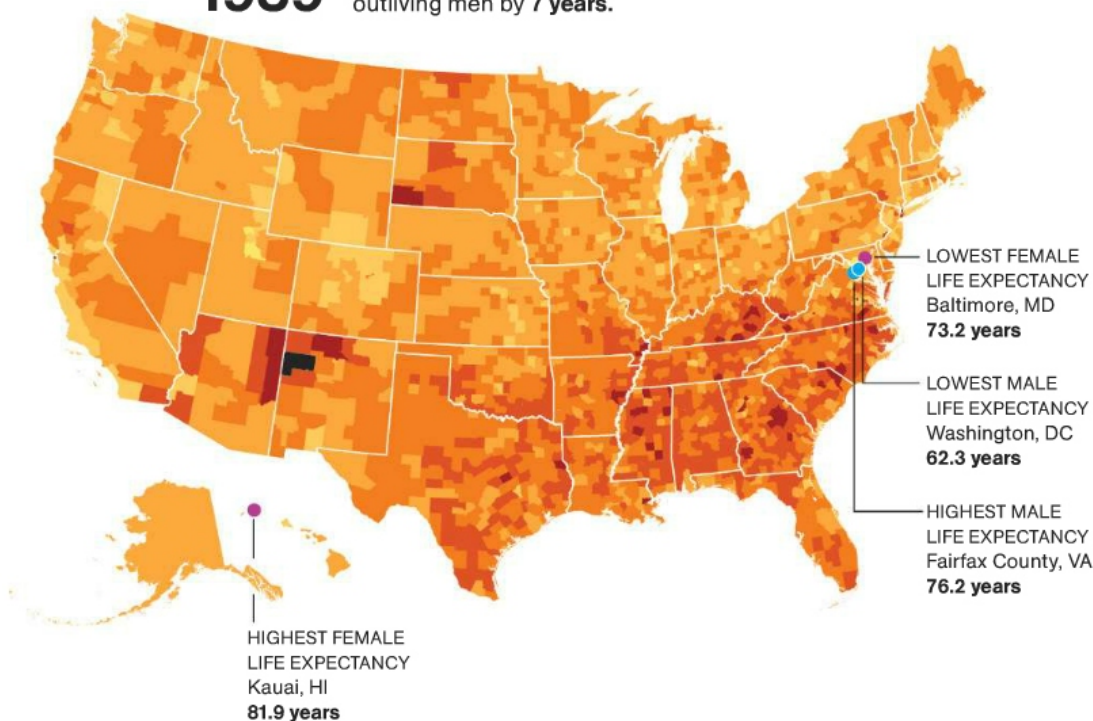 1989
outliving men by 7 years.
LOWEST FEMALE
LIFE EXPECTANCY
Baltimore, MD
73.2 years
LOWEST MALE
LIFE EXPECTANCY
Washington, DC
62.3 years
HIGHEST MALE
LIFE EXPECTANCY
Fairfax County, VA
76.2 years
HIGHEST FEMALE
LIFE EXPECTANCY
Kauai, HI
81.9 years